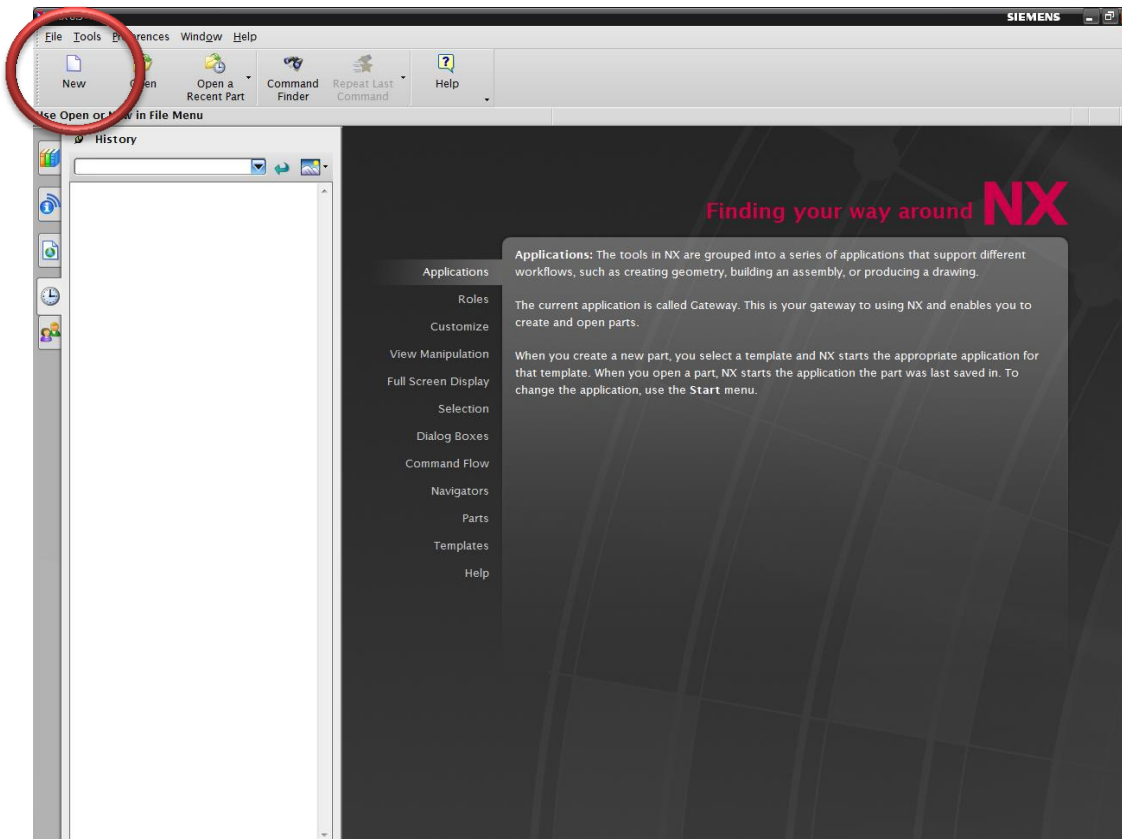 SIEMENS
File Tools Preferences Window Help
New Open Open a Recent Part Command Finder Repeat Last Command Help
Use Open or New in File Menu
History
Finding your way around NX
Applications
Roles
Customize
View Manipulation
Full Screen Display
Selection
Dialog Boxes
Command Flow
Navigators
Parts
Templates
Help
Applications: The tools in NX are grouped into a series of applications that support different
workflows, such as creating geometry, building an assembly, or producing a drawing.
The current application is called Gateway. This is your gateway to using NX and enables you to
create and open parts.
When you create a new part, you select a template and NX starts the appropriate application for
that template. When you open a part, NX starts the application the part was last saved in. To
change the application, use the Start menu.